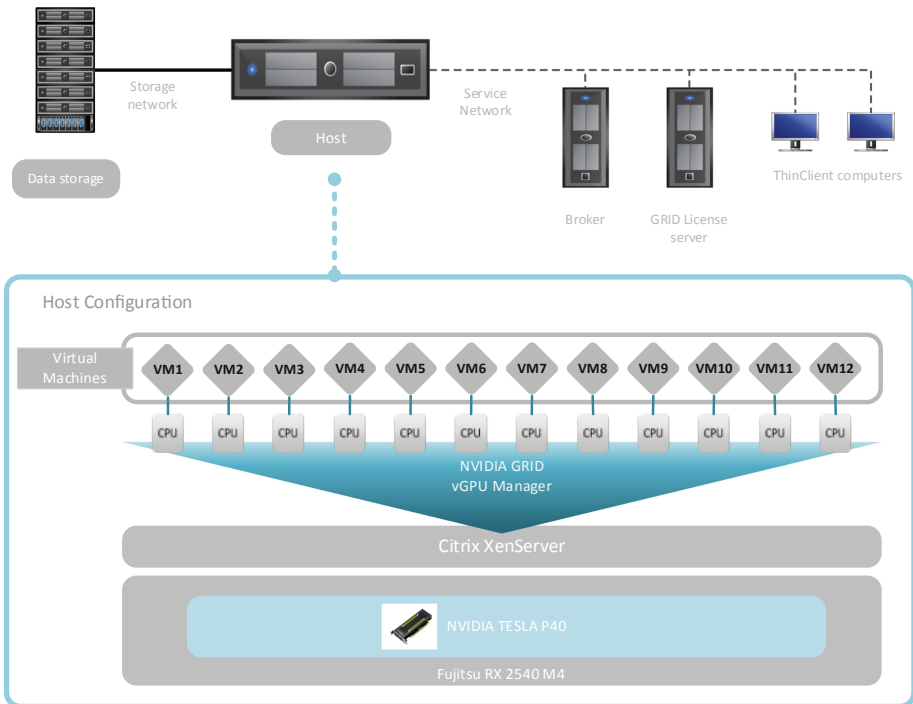 Storage
network
Service
Network
Host
Data storage
ThinClient computers
Broker
GRID License
server
Host Configuration
Virtual
Machines
VM1 VM2 VM3 VM4 VM5 VM6 VM7 VM8 VM9 VM10 VM11 VM12
CPU CPU CPU CPU CPU CPU CPU CPU CPU CPU CPU CPU
NVIDIA GRID
vGPU Manager
Citrix XenServer
NVIDIA TESLA P40
Fujitsu RX 2540 M4